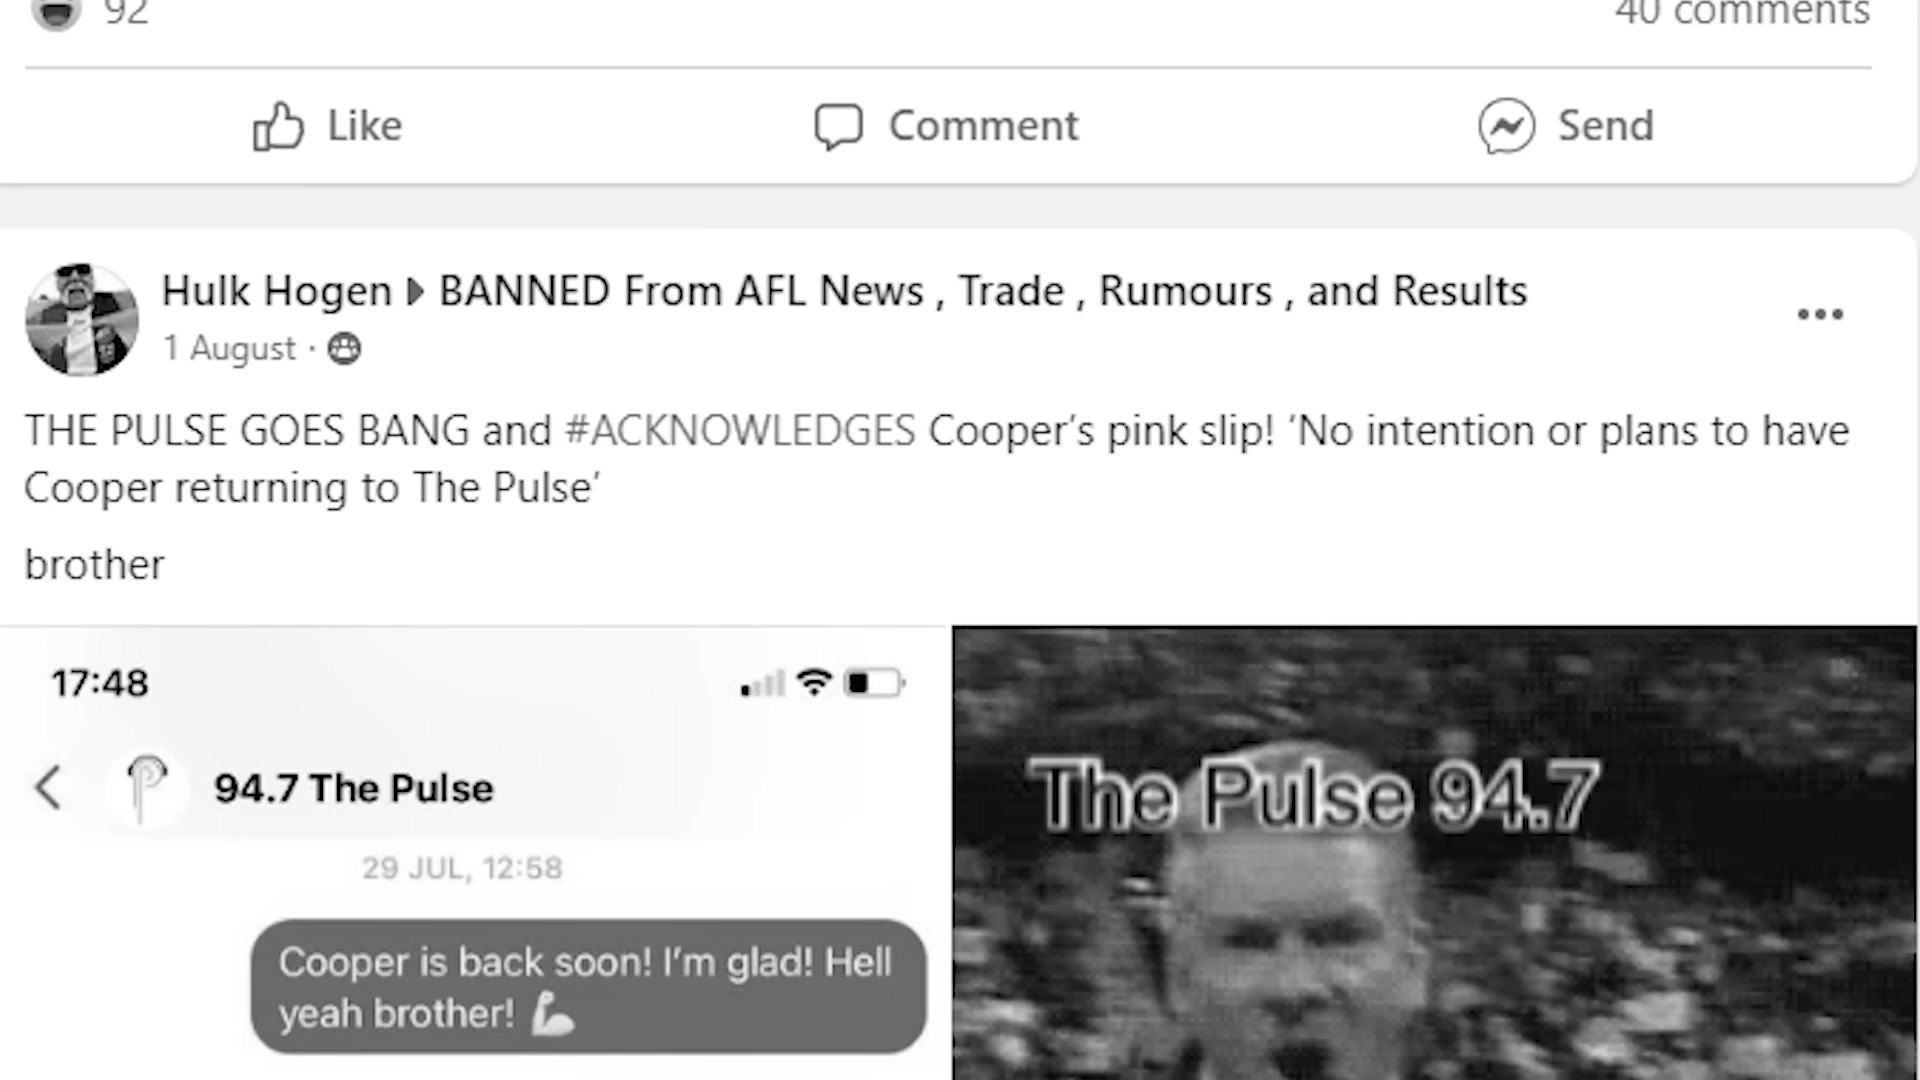 92
40 comments
Like
Comment
Send
Hulk Hogen ▸ BANNED From AFL News , Trade , Rumours , and Results
1 August ·
THE PULSE GOES BANG and #ACKNOWLEDGES Cooper’s pink slip! ‘No intention or plans to have
Cooper returning to The Pulse’
brother
17:48
94.7 The Pulse
29 JUL, 12:58
Cooper is back soon! I’m glad! Hell
yeah brother! 💪
The Pulse 94.7